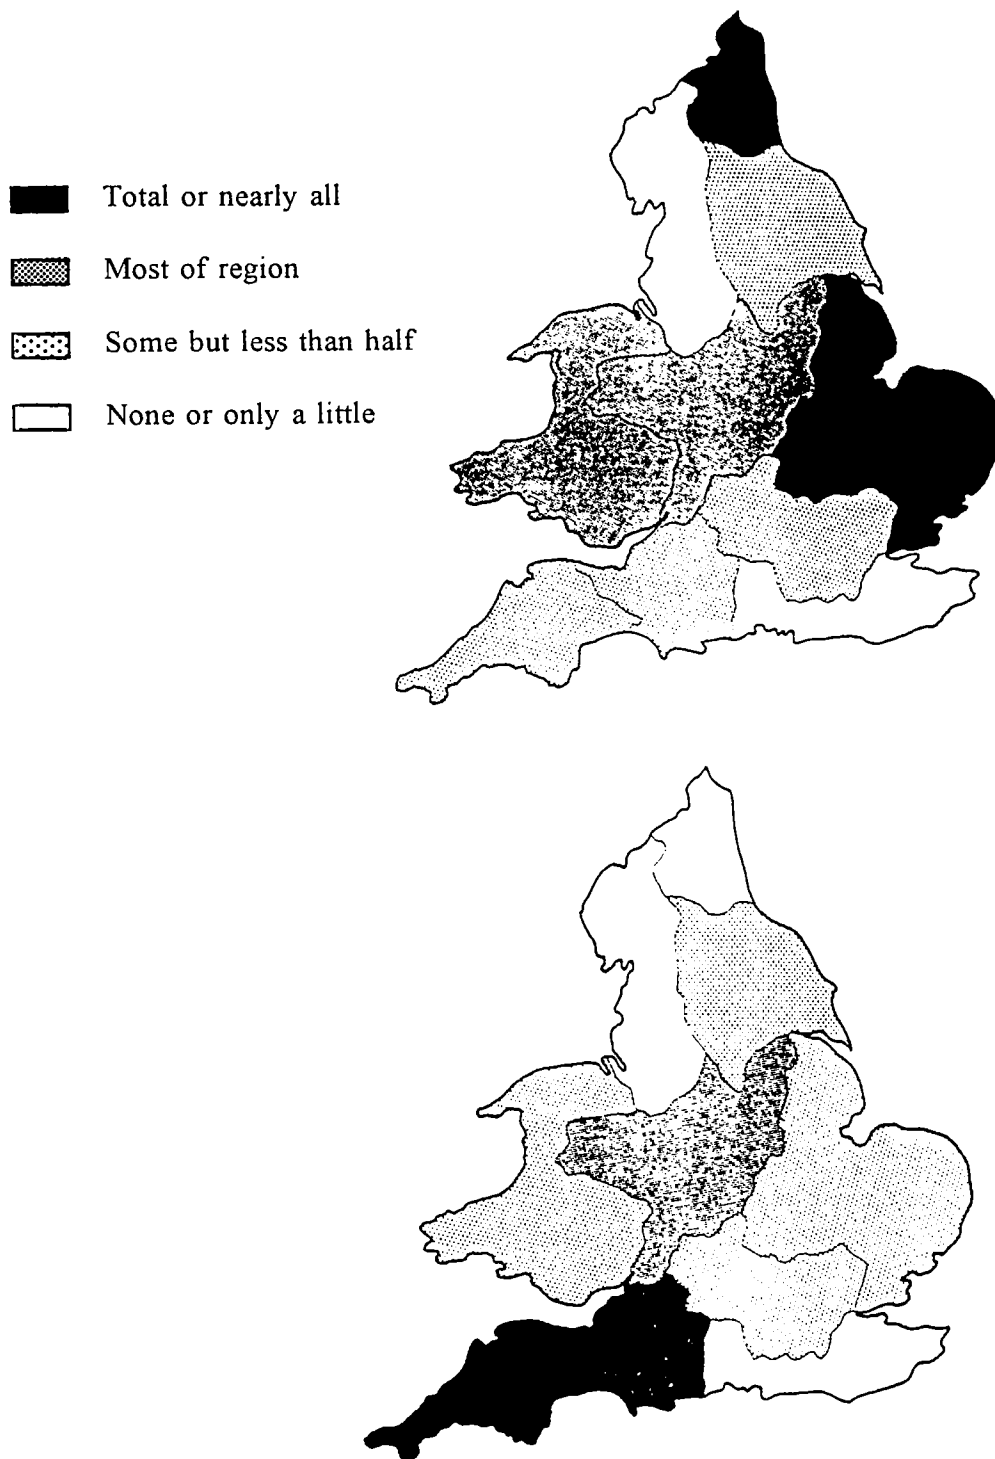 Total or nearly all
Most of region
Some but less than half
None or only a little